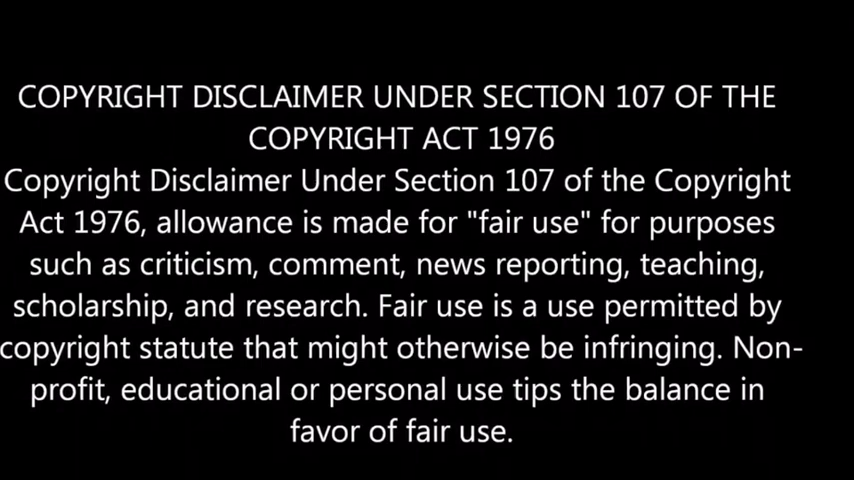 COPYRIGHT DISCLAIMER UNDER SECTION 107 OF THE
COPYRIGHT ACT 1976
Copyright Disclaimer Under Section 107 of the Copyright
Act 1976, allowance is made for "fair use" for purposes
such as criticism, comment, news reporting, teaching,
scholarship, and research. Fair use is a use permitted by
copyright statute that might otherwise be infringing. Non-
profit, educational or personal use tips the balance in
favor of fair use.